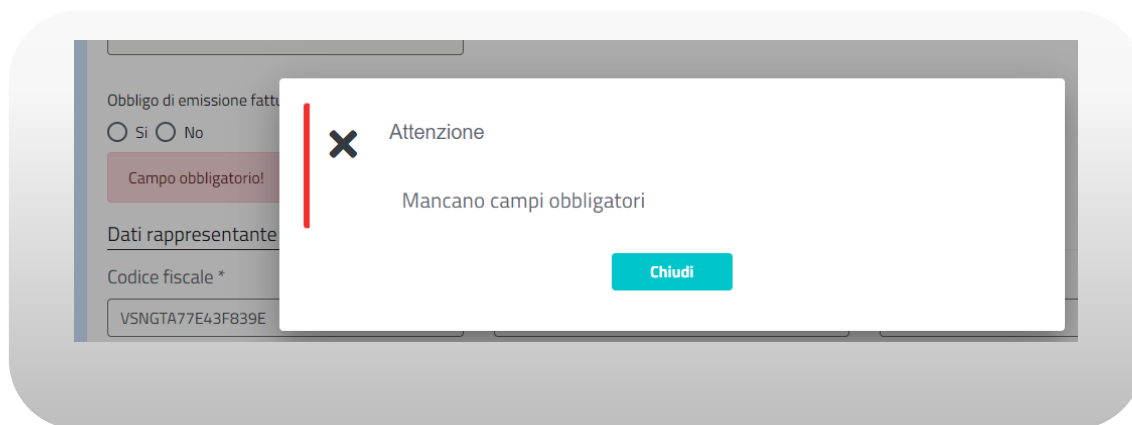 Obbligo di emissione fattu
Si No
Campo obbligatorio!
Dati rappresentante
Codice fiscale *
VSNGTA77E43F839E
Attenzione
Mancano campi obbligatori
Chiudi